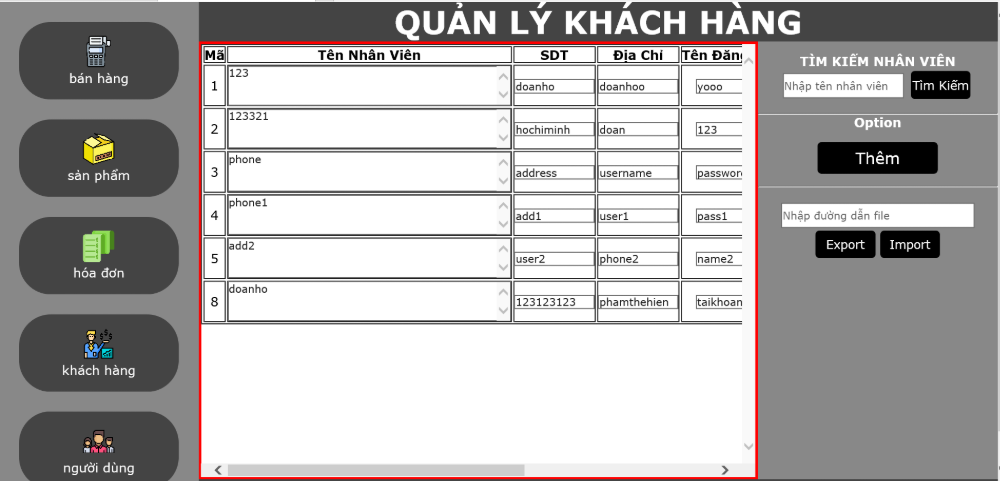 QUẢN LÝ KHÁCH HÀNG
bán hàng
sản phẩm
hóa đơn
khách hàng
người dùng
Mã Tên Nhân Viên SDT Địa Chí Tên Đăng
1 123 doanho doanhoo yooo
2 123321 hochiminh doan 123
3 phone address username password
4 phone1 add1 user1 pass1
5 add2 user2 phone2 name2
8 doanho 123123123 phamthehien taikhoan
TÌM KIẾM NHÂN VIÊN
Nhập tên nhân viên Tìm Kiếm
Option
Thêm
Nhập đường dẫn file
Export Import